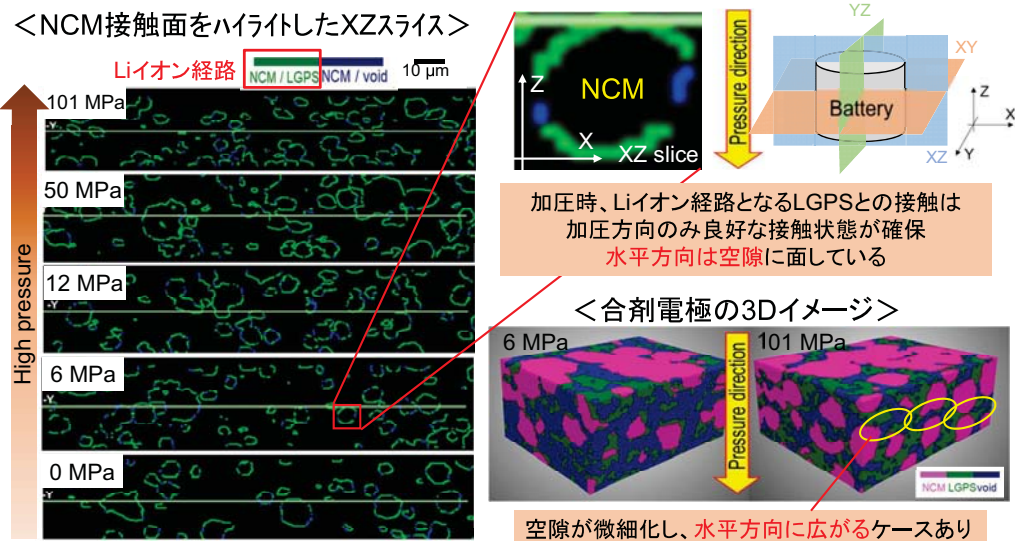 ＜NCM接触面をハイライトしたXZスライス＞
Liイオン経路
NCM / LGPS NCM / void
10 μm
High pressure
101 MPa
-Y
50 MPa
-Y
12 MPa
-Y
6 MPa
-Y
0 MPa
-Y
Z
NCM
X
XZ slice
Pressure direction
YZ
XY
Battery
XZ
Z
X
Y
加圧時、Liイオン経路となるLGPSとの接触は
加圧方向のみ良好な接触状態が確保
水平方向は空隙に面している
＜合剤電極の3Dイメージ＞
6 MPa
Pressure direction
101 MPa
NCM LGPS void
空隙が微細化し、水平方向に広がるケースあり